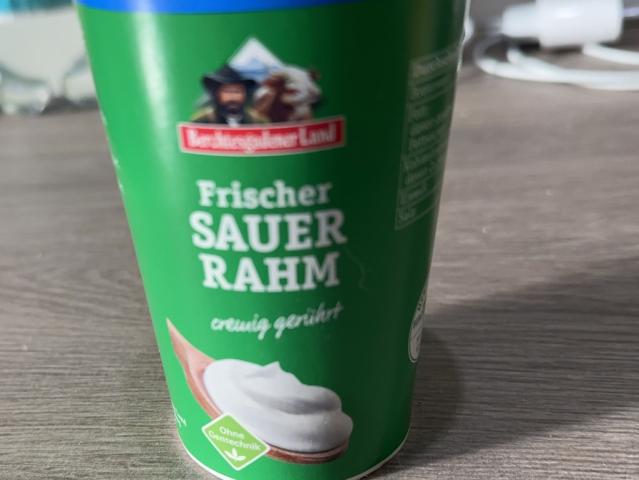 Berchtesgadener Land
Frischer
SAUER
RAHM
cremig gerührt
Ohne
Gentechnik